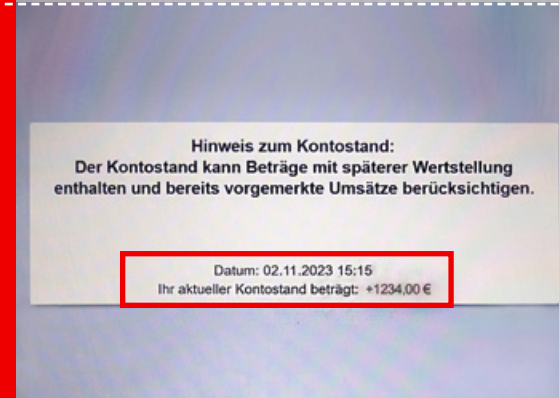 Hinweis zum Kontostand:
Der Kontostand kann Beträge mit späterer Wertstellung
enthalten und bereits vorgemerkte Umsätze berücksichtigen.
Datum: 02.11.2023 15:15
Ihr aktueller Kontostand beträgt: +1234,00 €